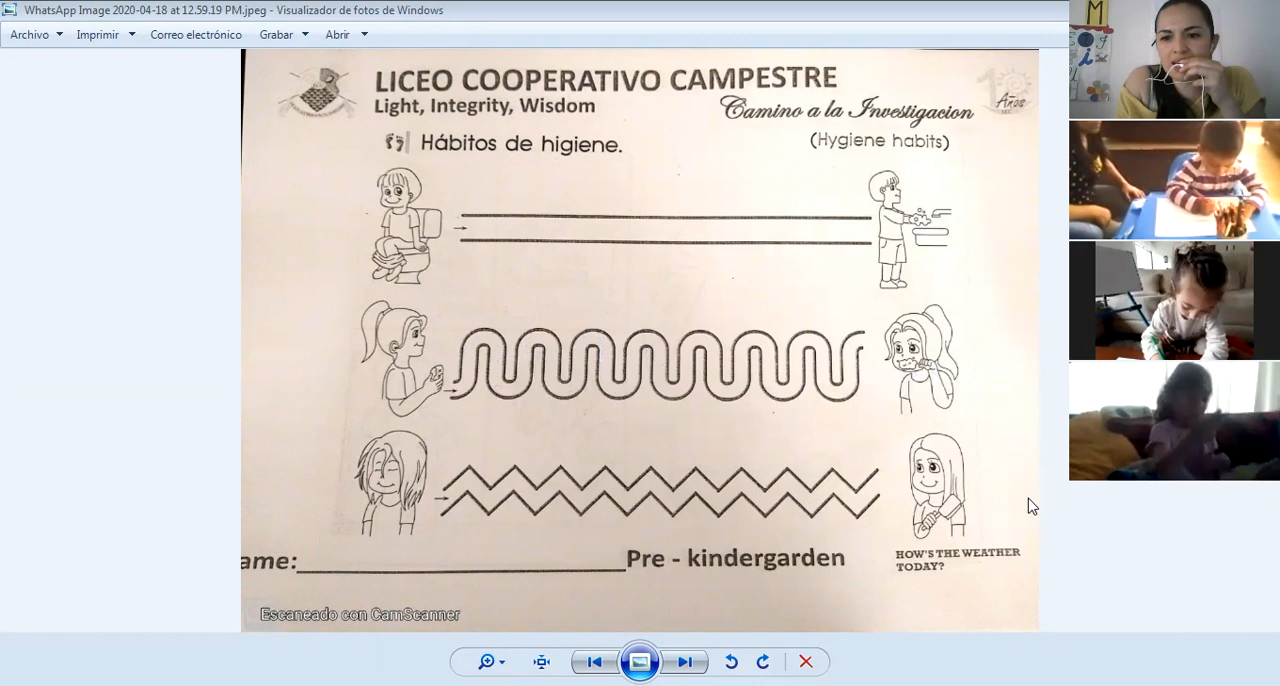 WhatsApp Image 2020-04-18 at 12.59.19 PM.jpeg - Visualizador de fotos de Windows
Archivo Imprimir Correo electrónico Grabar Abrir
LICEO COOPERATIVO CAMPESTRE
Light, Integrity, Wisdom
Camino a la Investigacion
10 Años
Hábitos de higiene.
(Hygiene habits)
ame: Pre - kindergarden
HOW'S THE WEATHER
TODAY?
Escaneado con CamScanner
M